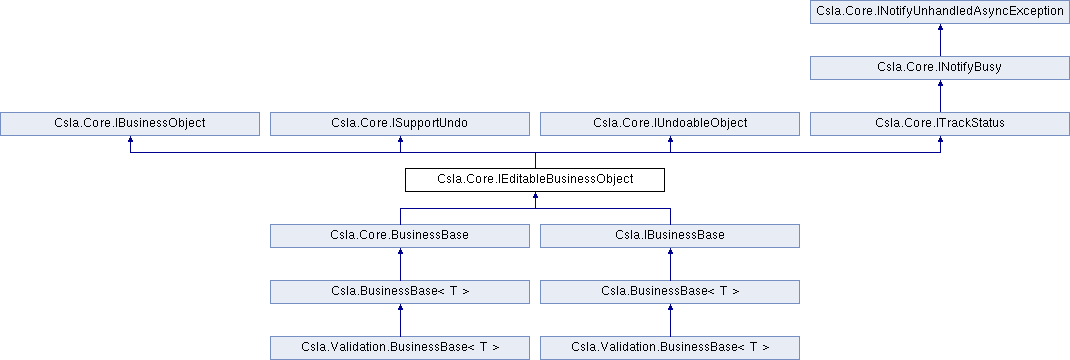 Csla.Core.INotifyUnhandledAsyncException
Csla.Core.INotifyBusy
Csla.Core.IBusinessObject
Csla.Core.ISupportUndo
Csla.Core.IUndoableObject
Csla.Core.ITrackStatus
Csla.Core.IEditableBusinessObject
Csla.Core.BusinessBase
Csla.IBusinessBase
Csla.BusinessBase< T >
Csla.BusinessBase< T >
Csla.Validation.BusinessBase< T >
Csla.Validation.BusinessBase< T >